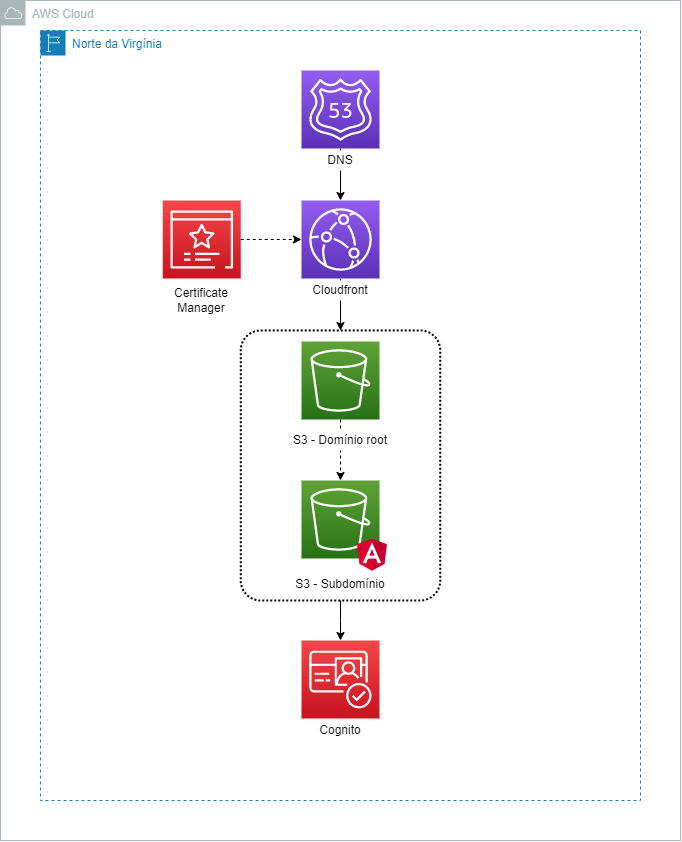 AWS Cloud
Norte da Virgínia
53
DNS
Certificate
Manager
Cloudfront
S3 - Domínio root
S3 - Subdomínio
A
Cognito